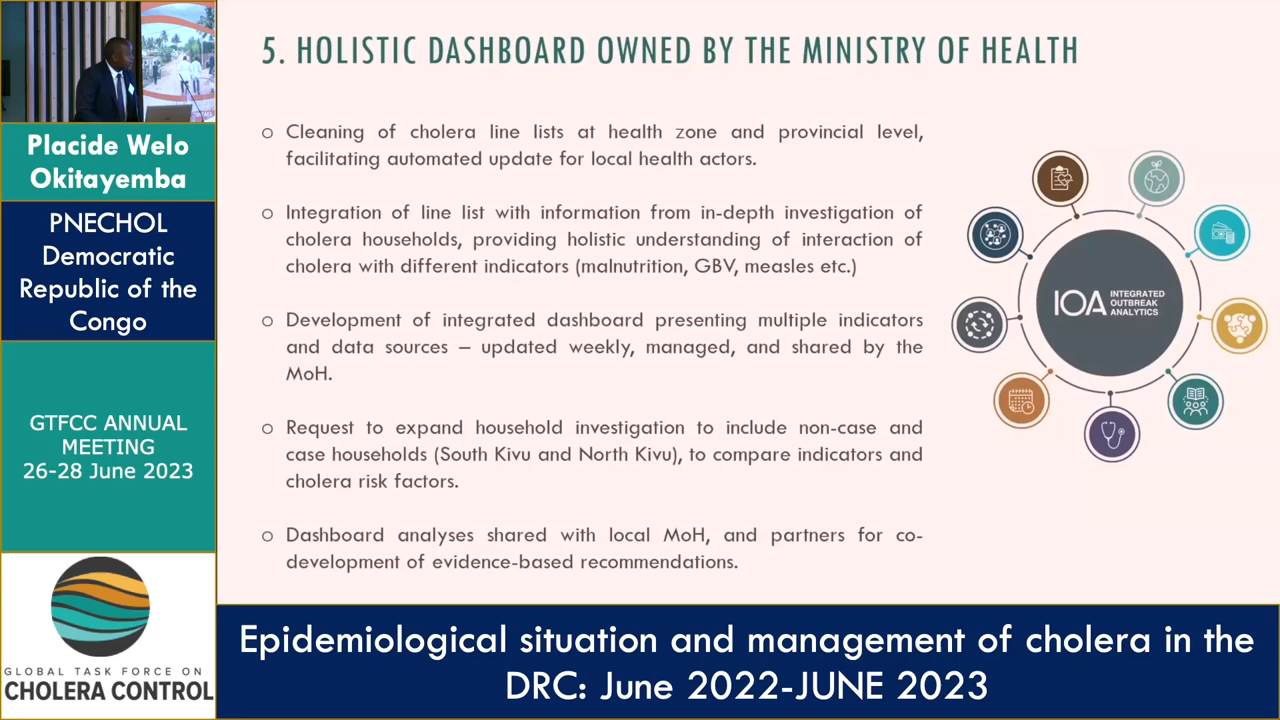 5. HOLISTIC DASHBOARD OWNED BY THE MINISTRY OF HEALTH
Placide Welo
Okitayemba
PNECHOL
Democratic
Republic of the
Congo
GTFCC ANNUAL
MEETING
26-28 June 2023
GLOBAL TASK FORCE ON
CHOLERA CONTROL
o Cleaning of cholera line lists at health zone and provincial level,
facilitating automated update for local health actors.
o Integration of line list with information from in-depth investigation of
cholera households, providing holistic understanding of interaction of
cholera with different indicators (malnutrition, GBV, measles etc.)
o Development of integrated dashboard presenting multiple indicators
and data sources – updated weekly, managed, and shared by the
MoH.
o Request to expand household investigation to include non-case and
case households (South Kivu and North Kivu), to compare indicators and
cholera risk factors.
o Dashboard analyses shared with local MoH, and partners for co-
development of evidence-based recommendations.
IOA INTEGRATED
OUTBREAK
ANALYTICS
Epidemiological situation and management of cholera in the
DRC: June 2022-JUNE 2023